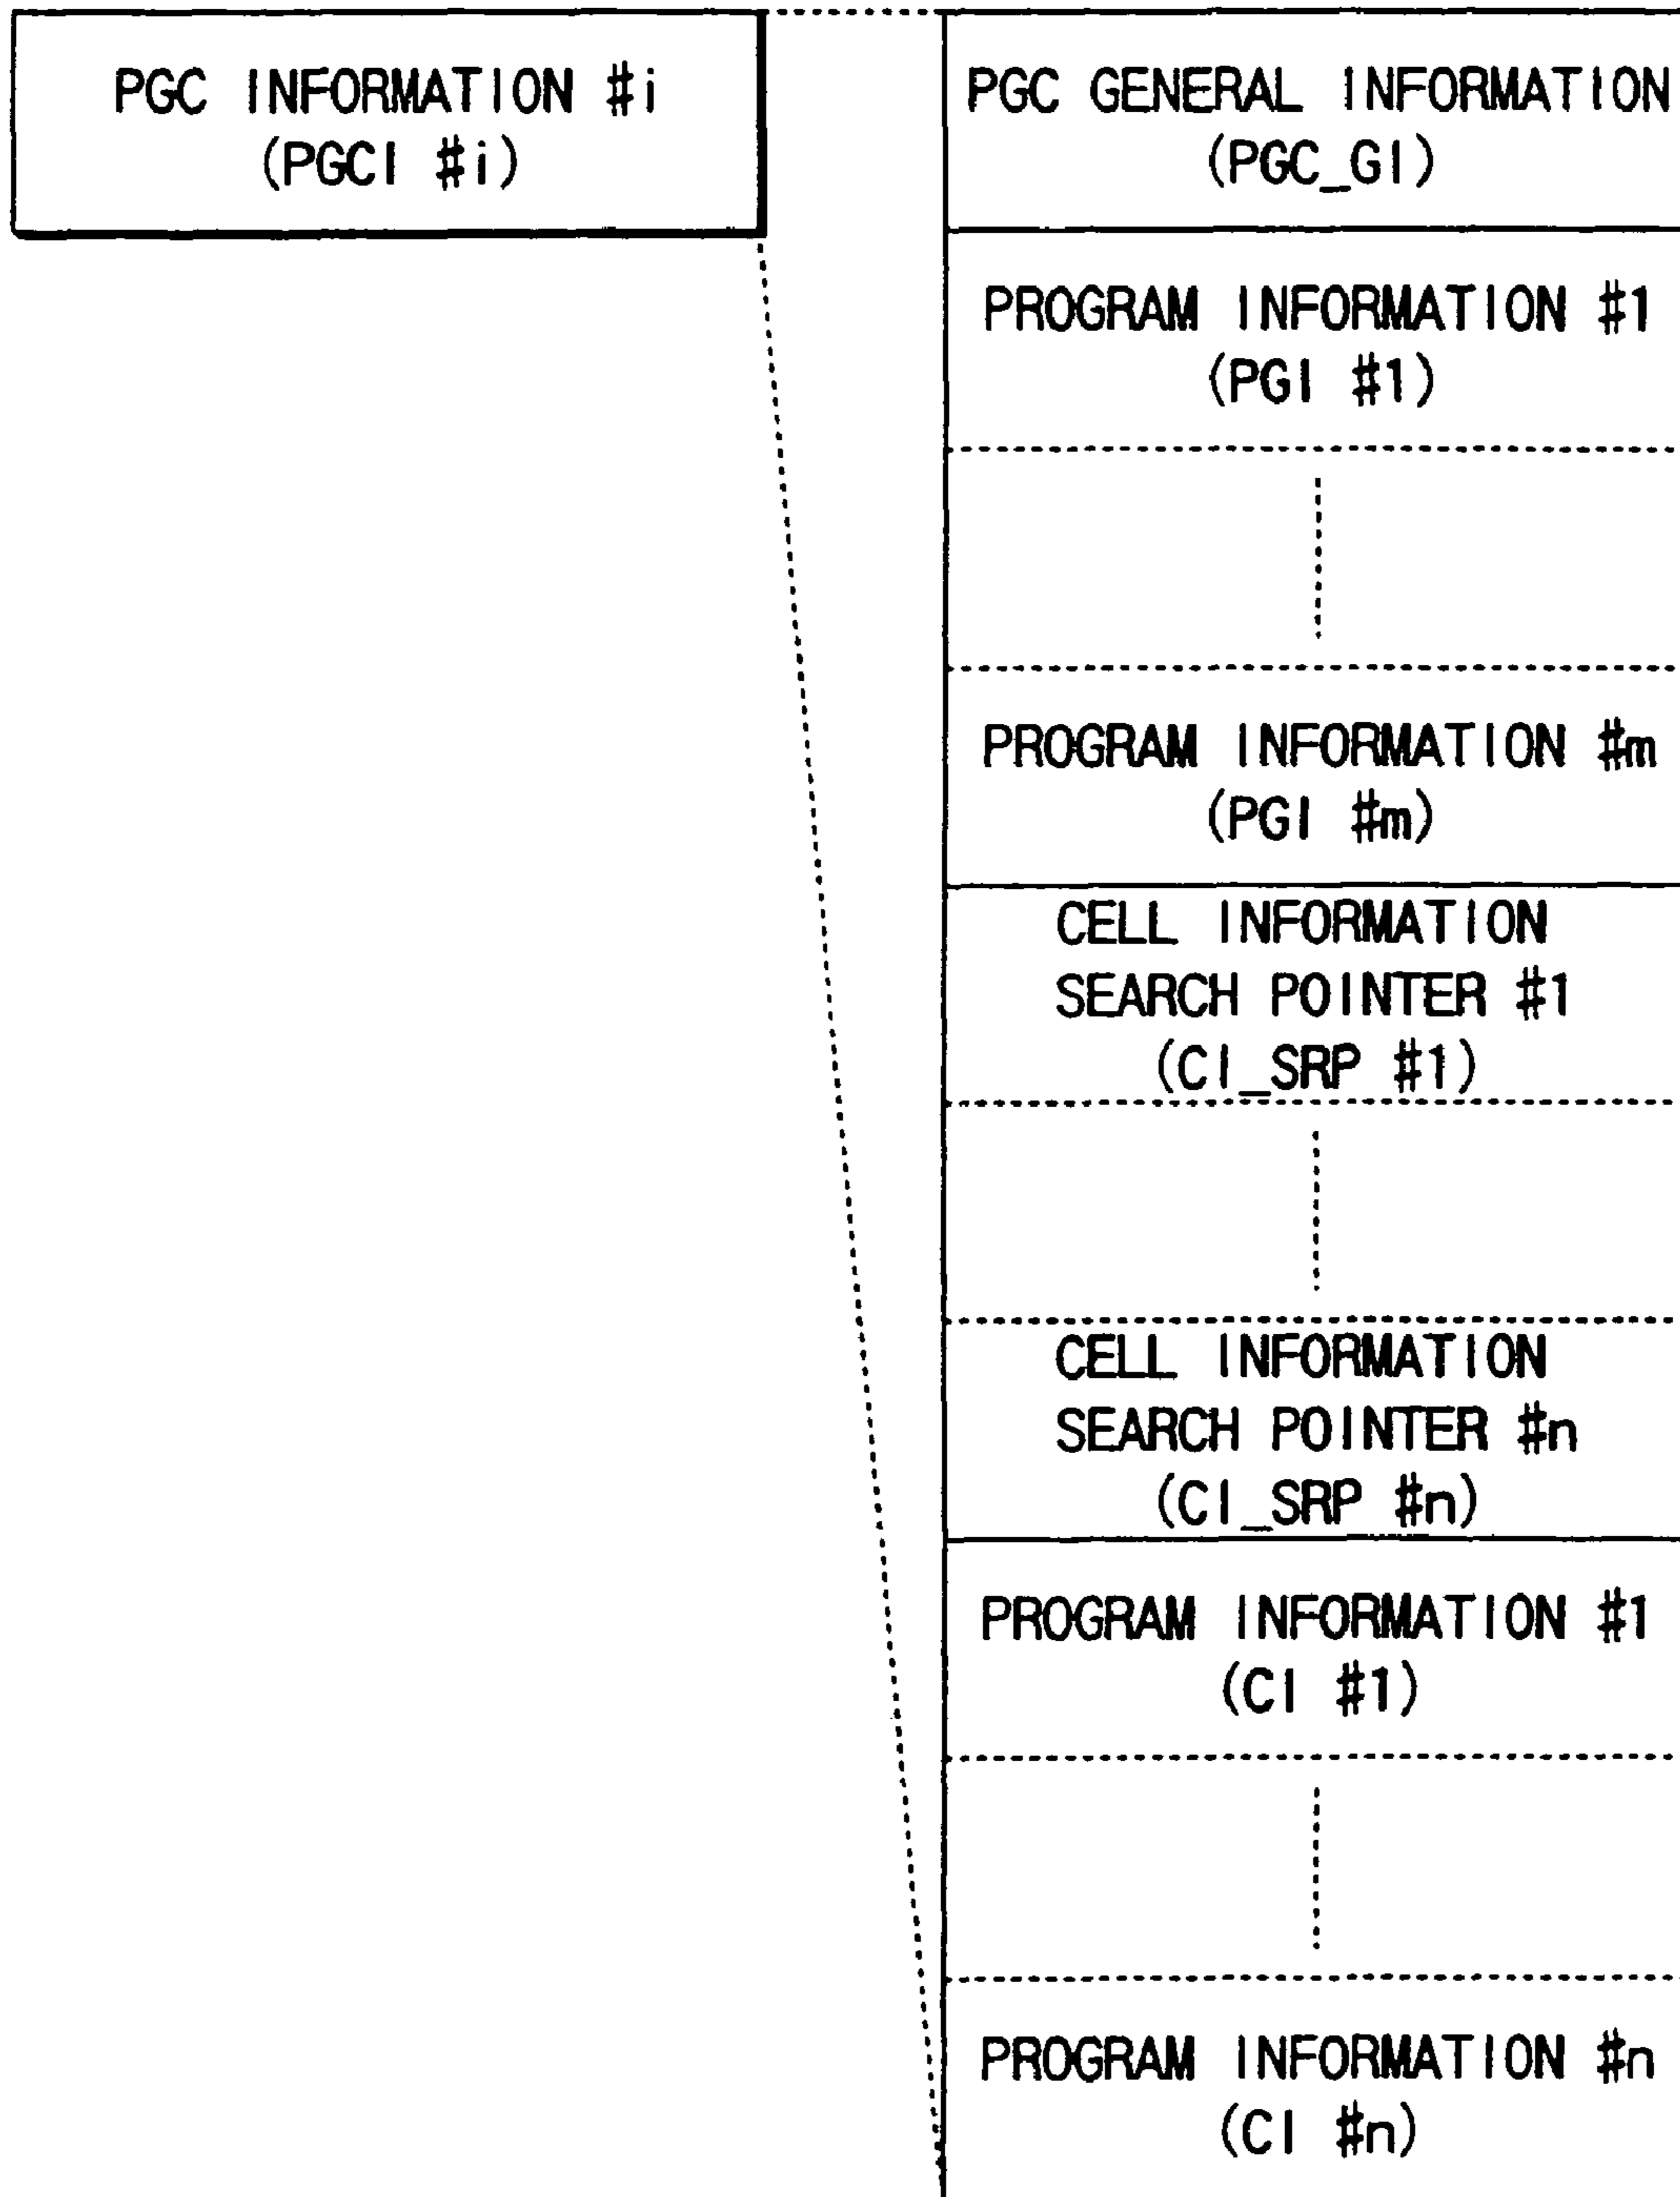 PGC INFORMATION #i
(PGCI #i)
PGC GENERAL INFORMATION
(PGC_GI)
PROGRAM INFORMATION #1
(PGI #1)
PROGRAM INFORMATION #m
(PGI #m)
CELL INFORMATION
SEARCH POINTER #1
(CI_SRP #1)
CELL INFORMATION
SEARCH POINTER #n
(CI_SRP #n)
PROGRAM INFORMATION #1
(CI #1)
PROGRAM INFORMATION #n
(CI #n)